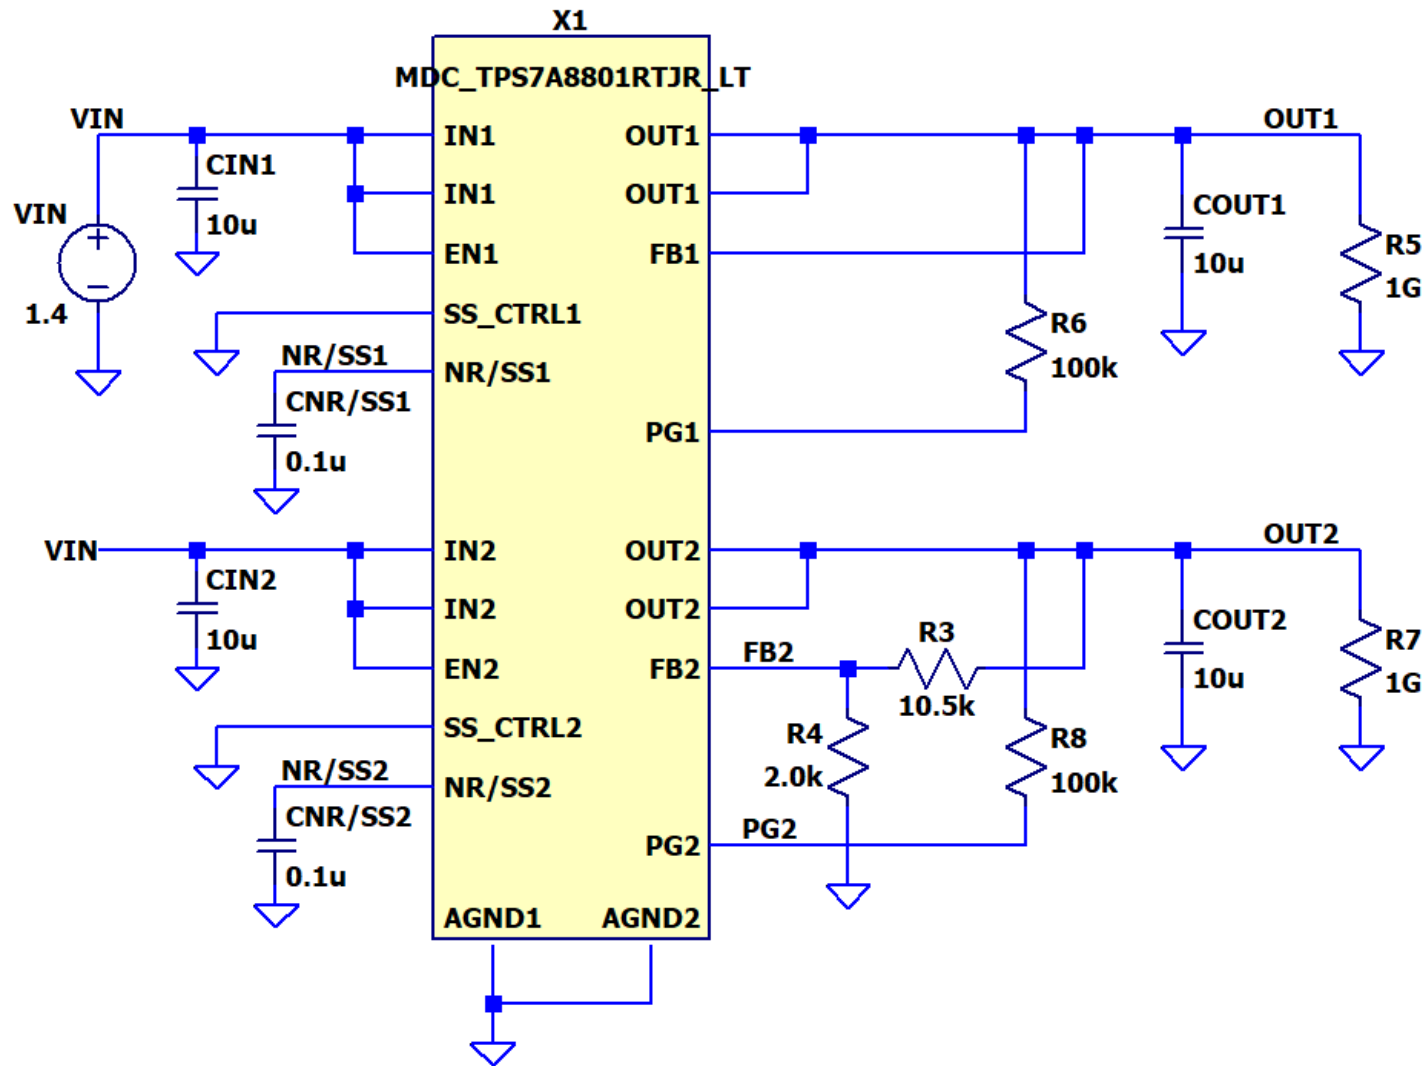 X1
MDC_TPS7A8801RTJR_LT
VIN
IN1
OUT1
OUT1
CIN1
10u
IN1
OUT1
COUT1
10u
VIN
+
−
1.4
EN1
FB1
R5
1G
SS_CTRL1
R6
100k
NR/SS1
NR/SS1
CNR/SS1
0.1u
PG1
VIN
IN2
OUT2
OUT2
CIN2
10u
IN2
OUT2
COUT2
10u
EN2
FB2
FB2
R3
10.5k
R7
1G
SS_CTRL2
R4
2.0k
R8
100k
NR/SS2
NR/SS2
CNR/SS2
0.1u
PG2
PG2
AGND1
AGND2